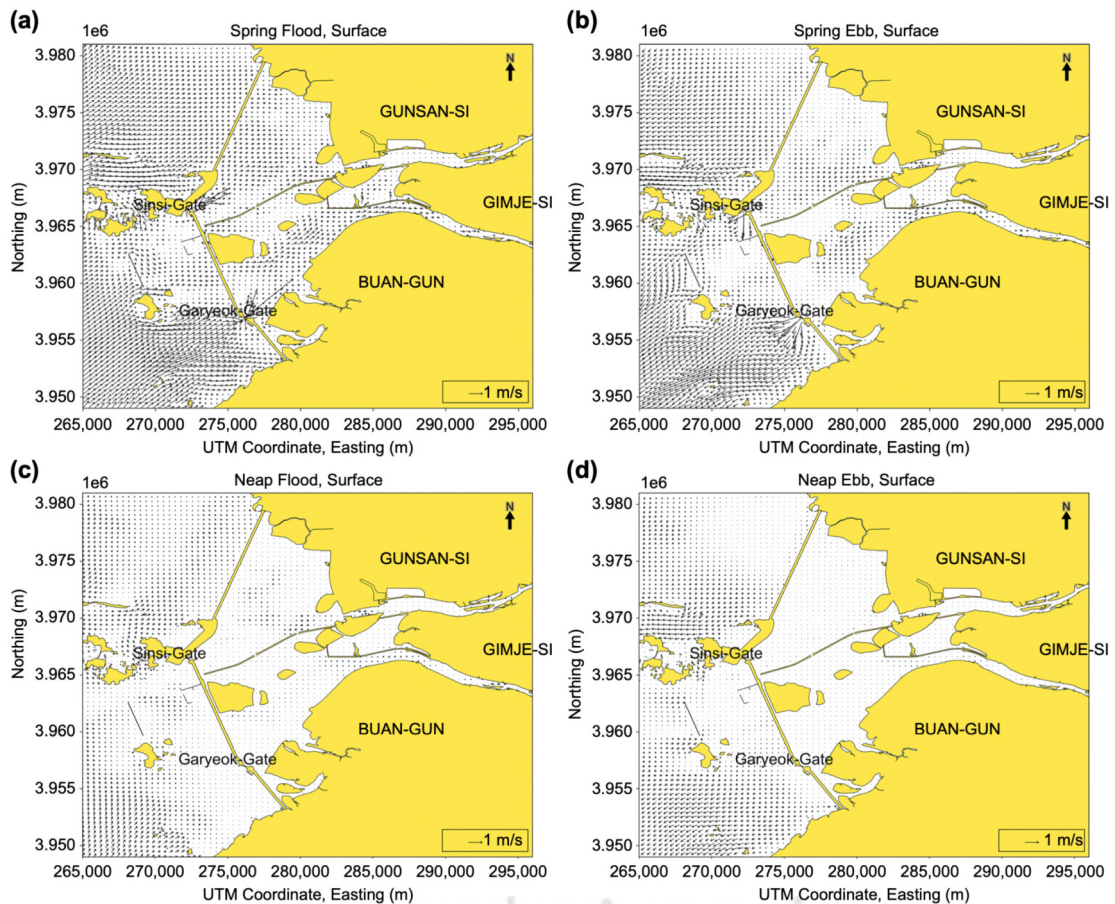 (a)
Spring Flood, Surface
1e6
3.980
3.975
3.970
3.965
3.960
3.955
3.950
Northing (m)
N
GUNSAN-SI
Sinsi-Gate
GIMJE-SI
BUAN-GUN
Garyeok-Gate
1 m/s
265,000 270,000 275,000 280,000 285,000 290,000 295,000
UTM Coordinate, Easting (m)
(b)
Spring Ebb, Surface
1e6
3.980
3.975
3.970
3.965
3.960
3.955
3.950
Northing (m)
N
GUNSAN-SI
Sinsi-Gate
GIMJE-SI
BUAN-GUN
Garyeok-Gate
1 m/s
265,000 270,000 275,000 280,000 285,000 290,000 295,000
UTM Coordinate, Easting (m)
(c)
Neap Flood, Surface
1e6
3.980
3.975
3.970
3.965
3.960
3.955
3.950
Northing (m)
N
GUNSAN-SI
Sinsi-Gate
GIMJE-SI
BUAN-GUN
Garyeok-Gate
1 m/s
265,000 270,000 275,000 280,000 285,000 290,000 295,000
UTM Coordinate, Easting (m)
(d)
Neap Ebb, Surface
1e6
3.980
3.975
3.970
3.965
3.960
3.955
3.950
Northing (m)
N
GUNSAN-SI
Sinsi-Gate
GIMJE-SI
BUAN-GUN
Garyeok-Gate
1 m/s
265,000 270,000 275,000 280,000 285,000 290,000 295,000
UTM Coordinate, Easting (m)